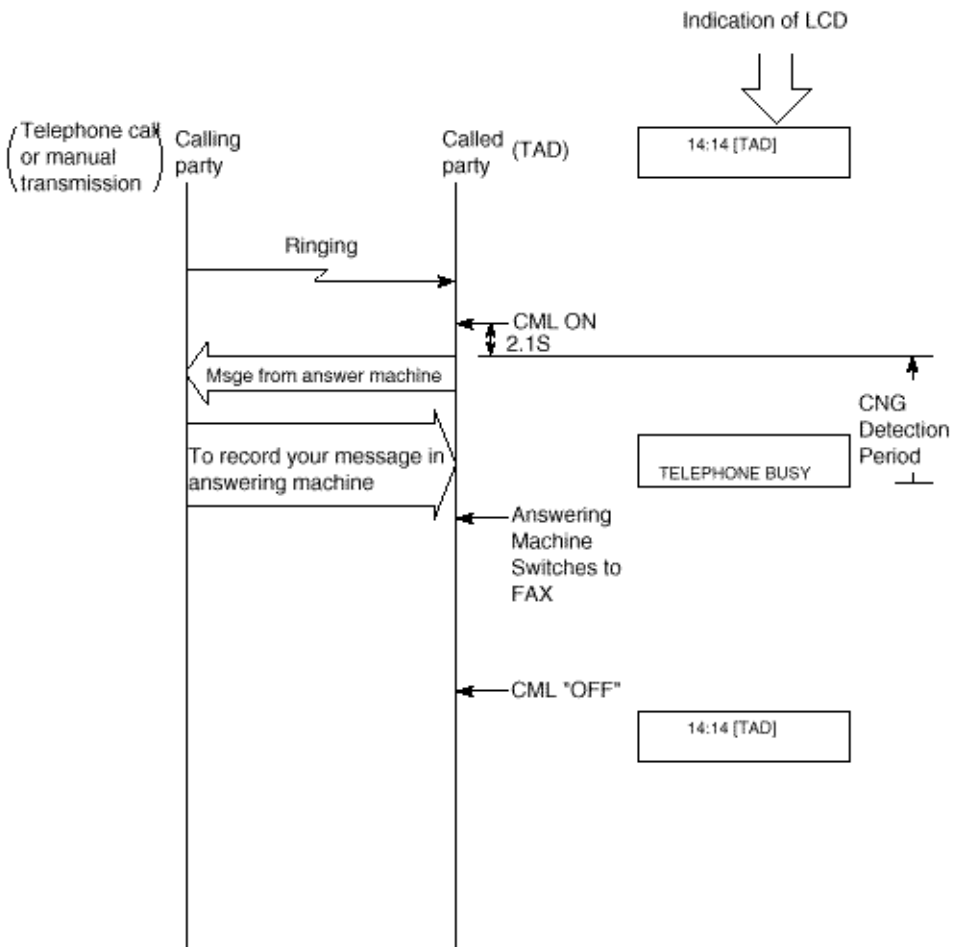 Indication of LCD
14:14 [TAD]
(Telephone call
or manual
transmission)
Calling
party
Called
party
(TAD)
Ringing
CML ON
2.1S
Msge from answer machine
CNG
Detection
Period
To record your message in
answering machine
TELEPHONE BUSY
Answering
Machine
Switches to
FAX
CML "OFF"
14:14 [TAD]